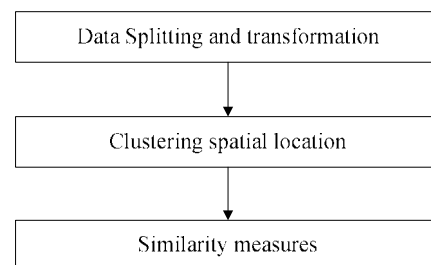 Data Splitting and transformation
Clustering spatial location
Similarity measures